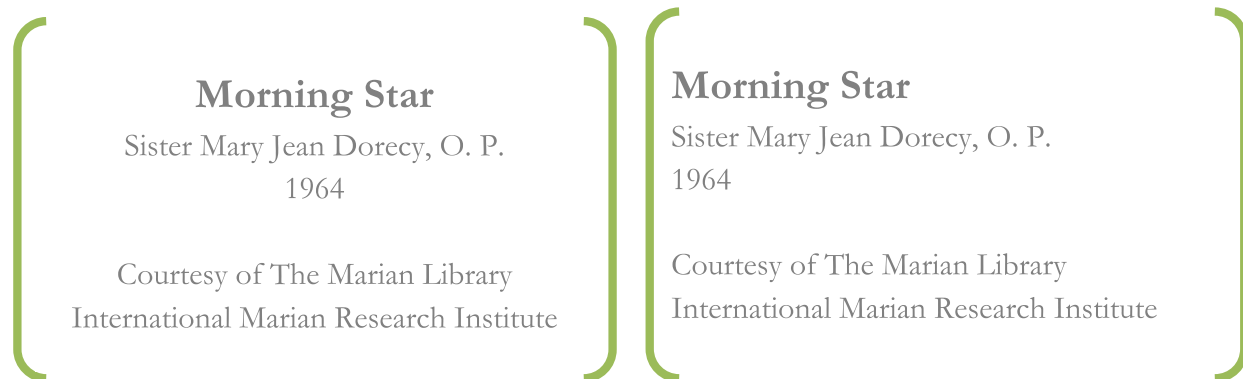 Morning Star
Sister Mary Jean Dorecy, O. P.
1964
Courtesy of The Marian Library
International Marian Research Institute
Morning Star
Sister Mary Jean Dorecy, O. P.
1964
Courtesy of The Marian Library
International Marian Research Institute